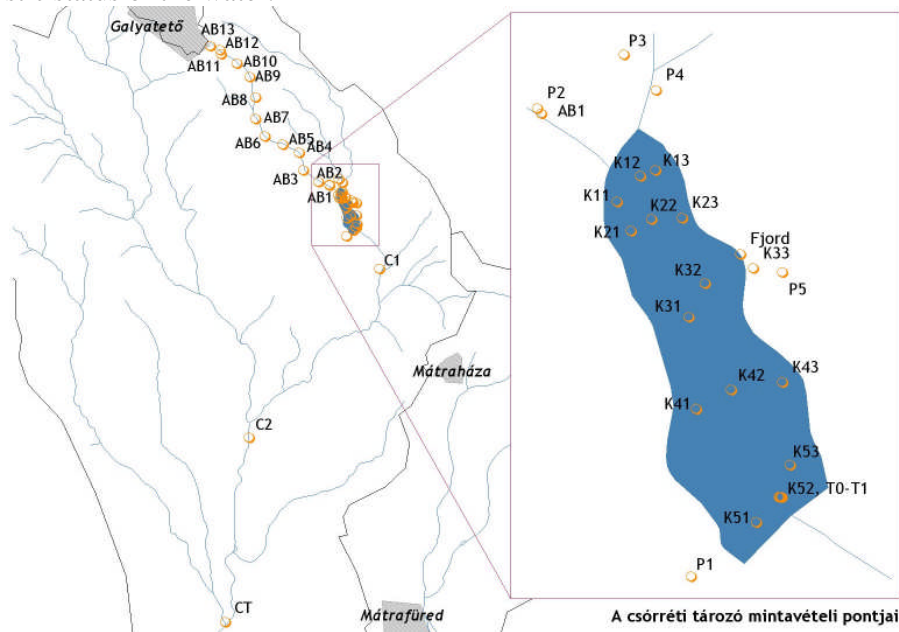 Galyatető
AB13
AB12
AB11
AB10
AB9
AB8
AB7
AB6
AB5
AB4
AB3
AB2
AB1
C1
Mátraháza
C2
CT
Mátrafüred
P3
P4
P2
AB1
K12
K13
K11
K22
K23
K21
Fjord
K33
K32
P5
K31
K43
K42
K41
K53
K52, T0-T1
K51
P1
A csórréti tározó mintavételi pontjai